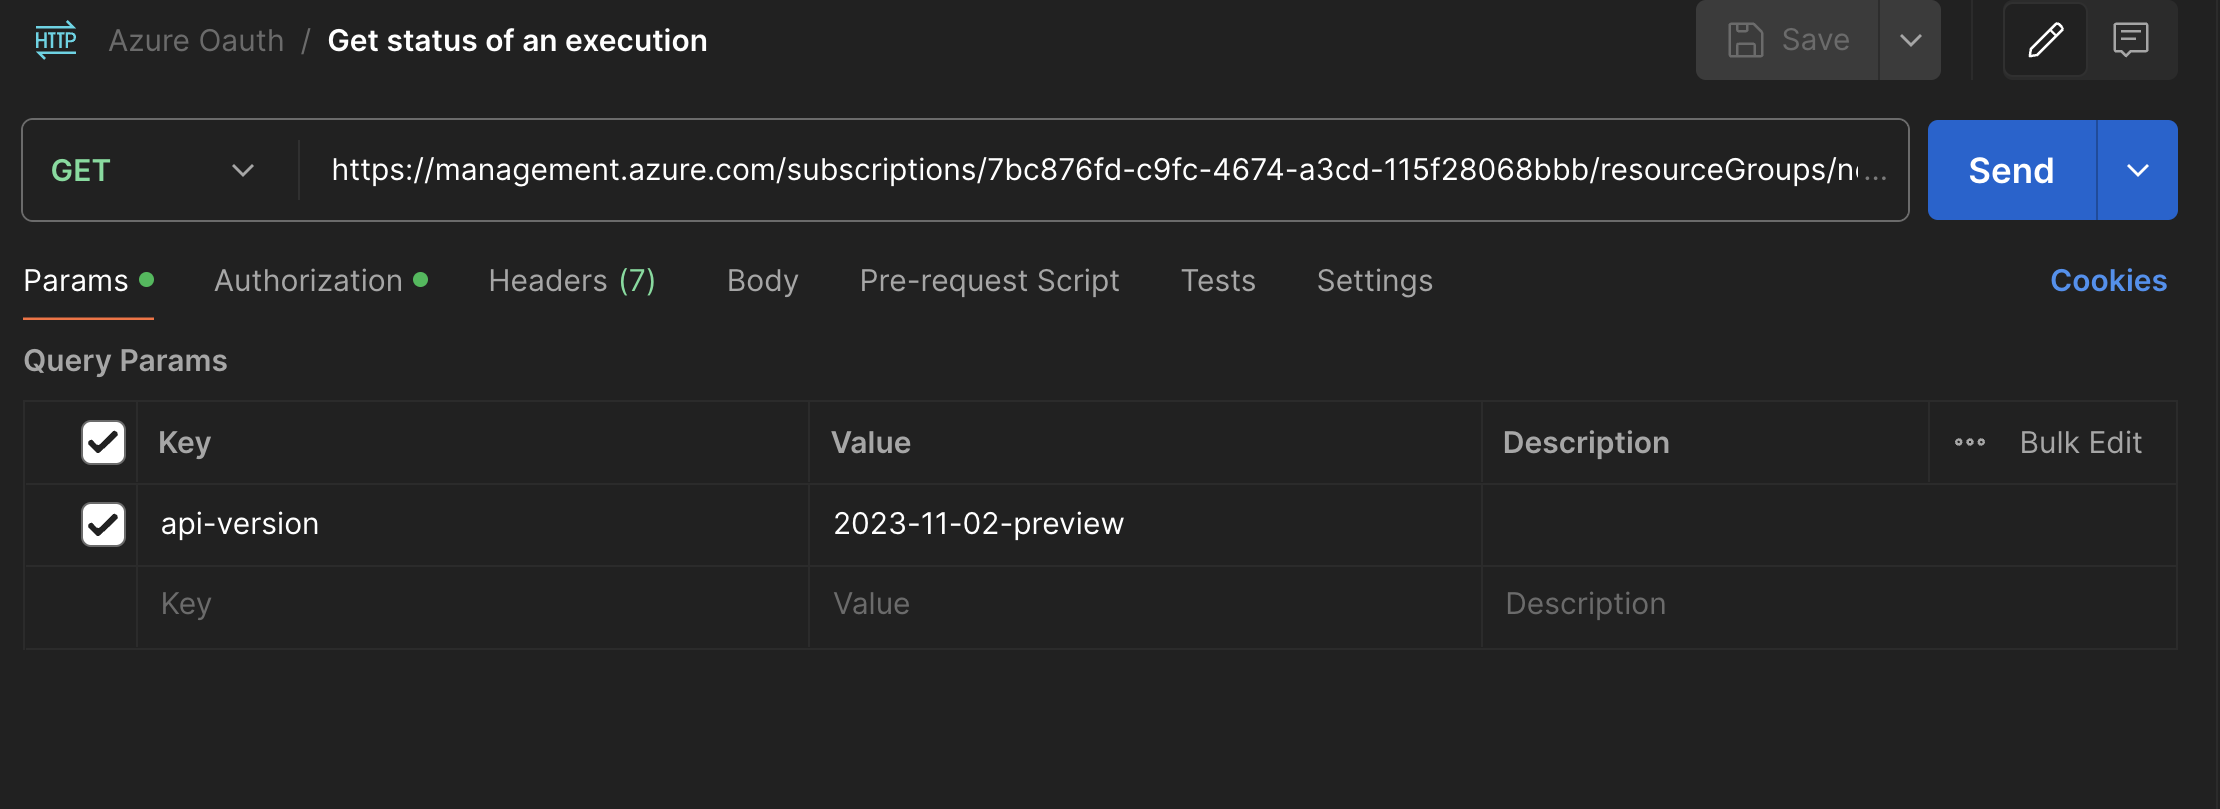 HTTP Azure Oauth / Get status of an execution Save
GET https://management.azure.com/subscriptions/7bc876fd-c9fc-4674-a3cd-115f28068bbb/resourceGroups/n... Send
Params Authorization Headers (7) Body Pre-request Script Tests Settings Cookies
Query Params
Key Value Description Bulk Edit
api-version 2023-11-02-preview
Key Value Description